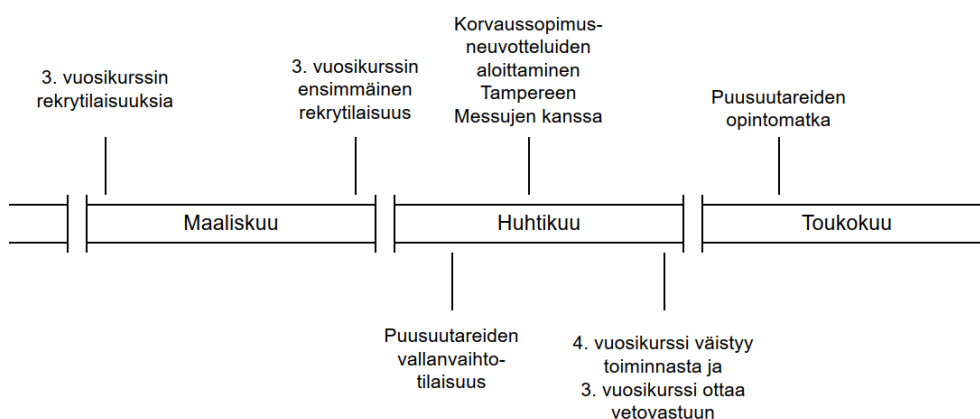 3. vuosikurssin
rekrytilaisuuksia
3. vuosikurssin
ensimmäinen
rekrytilaisuus
Korvaussopimus-
neuvotteluiden
aloittaminen
Tampereen
Messujen kanssa
Puusuutareiden
opintomatka
Maaliskuu
Huhtikuu
Toukokuu
Puusuutareiden
vallanvaihto-
tilaisuus
4. vuosikurssi väistyy
toiminnasta ja
3. vuosikurssi ottaa
vetovastuun